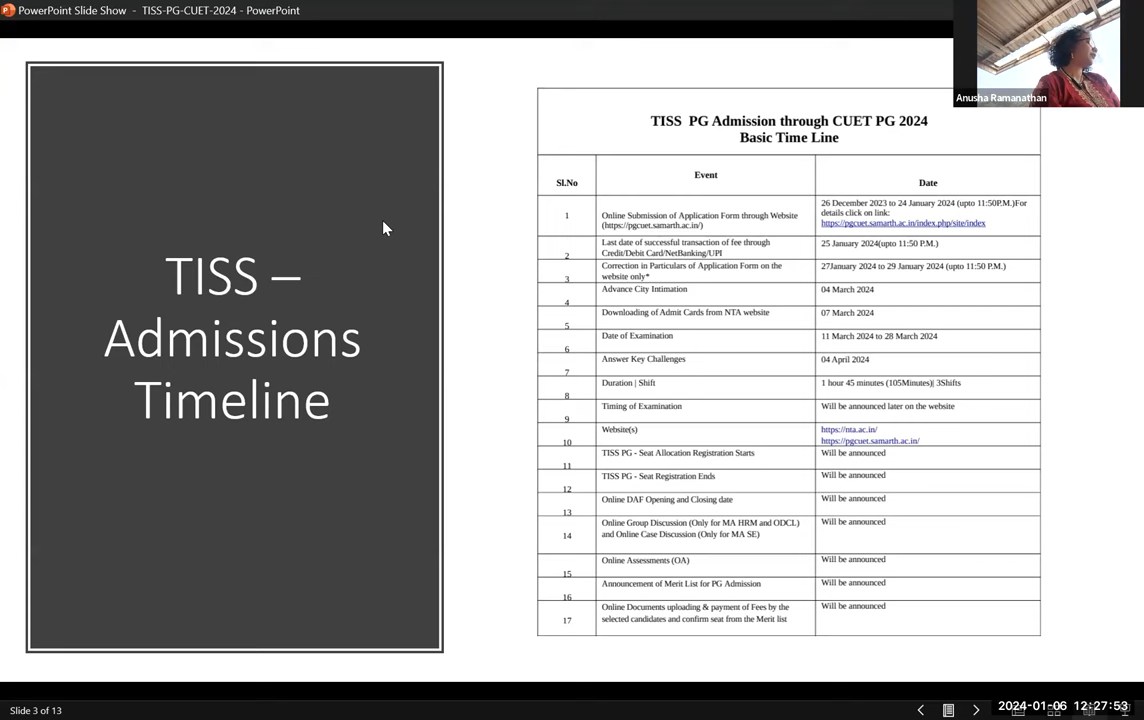 PowerPoint Slide Show - TISS-PG-CUET-2024 - PowerPoint
Anusha Ramanathan
TISS –
Admissions
Timeline
TISS PG Admission through CUET PG 2024
Basic Time Line
Sl.No
Event
Date
1
Online Submission of Application Form through Website
(https://pgcuet.samarth.ac.in/)
26 December 2023 to 24 January 2024 (upto 11:50P.M.)For
details click on link:
https://pgcuet.samarth.ac.in/index.php/site/index
2
Last date of successful transaction of fee through
Credit/Debit Card/NetBanking/UPI
25 January 2024(upto 11:50 P.M.)
3
Correction in Particulars of Application Form on the
website only*
27January 2024 to 29 January 2024 (upto 11:50 P.M.)
4
Advance City Intimation
04 March 2024
5
Downloading of Admit Cards from NTA website
07 March 2024
6
Date of Examination
11 March 2024 to 28 March 2024
7
Answer Key Challenges
04 April 2024
8
Duration | Shift
1 hour 45 minutes (105Minutes)| 3Shifts
9
Timing of Examination
Will be announced later on the website
10
Website(s)
https://nta.ac.in/
https://pgcuet.samarth.ac.in/
11
TISS PG - Seat Allocation Registration Starts
Will be announced
12
TISS PG - Seat Registration Ends
Will be announced
13
Online DAF Opening and Closing date
Will be announced
14
Online Group Discussion (Only for MA HRM and ODCL)
and Online Case Discussion (Only for MA SE)
Will be announced
15
Online Assessments (OA)
Will be announced
16
Announcement of Merit List for PG Admission
Will be announced
17
Online Documents uploading & payment of Fees by the
selected candidates and confirm seat from the Merit list
Will be announced
Slide 3 of 13
2024-01-06 12:27:53